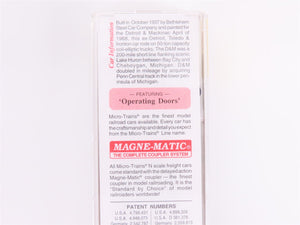 Car Information
Built in October 1937 by Bethlehem
Steel Car Company and painted for
the Detroit & Mackinac April of
1968, this ex-Detroit, Toledo &
Ironton up rode on 50-ton capacity
elliptic trucks. The D&M was a
200-mile short line flanking scenic
Lake Huron between Bay City and
Cheboygan, Michigan. D&M
doubled in mileage by acquiring
Penn Central track in the lower pen-
insula of Michigan.
— FEATURING —
"Operating Doors"
Micro-Trains® are the finest model
railroad cars available. Every car has
the craftsmanship and detail you expect
from the Micro-Trains® Line name.
MAGNE-MATIC®
THE COMPLETE COUPLER SYSTEM
All Micro-Trains® N scale freight cars
come standard with the delayed action
Magne-Matic® coupler — the finest
coupler in model railroading. It is the
"Standard by Choice" of model
railroaders worldwide!
PATENT NUMBERS